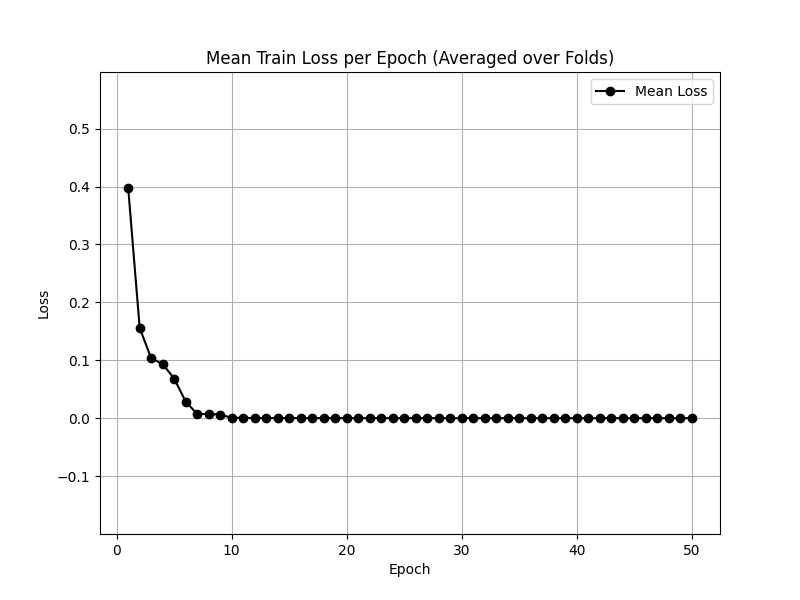 Mean Train Loss per Epoch (Averaged over Folds)
Mean Loss
0.5
0.4
0.3
0.2
0.1
0.0
−0.1
Loss
0 10 20 30 40 50
Epoch